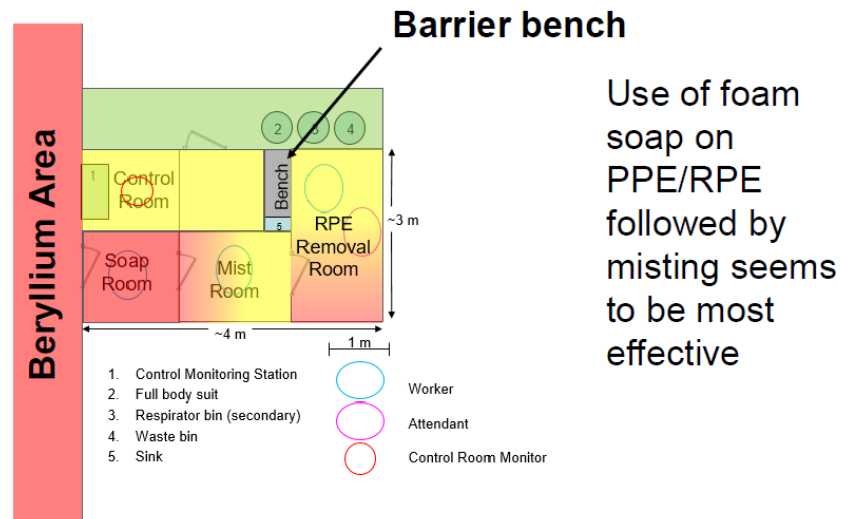 Barrier bench
Beryllium Area
2
3
4
1
Control
Room
Bench
5
RPE
Removal
Room
~3 m
Soap
Room
Mist
Room
~4 m
1 m
1. Control Monitoring Station
2. Full body suit
3. Respirator bin (secondary)
4. Waste bin
5. Sink
Worker
Attendant
Control Room Monitor
Use of foam
soap on
PPE/RPE
followed by
misting seems
to be most
effective